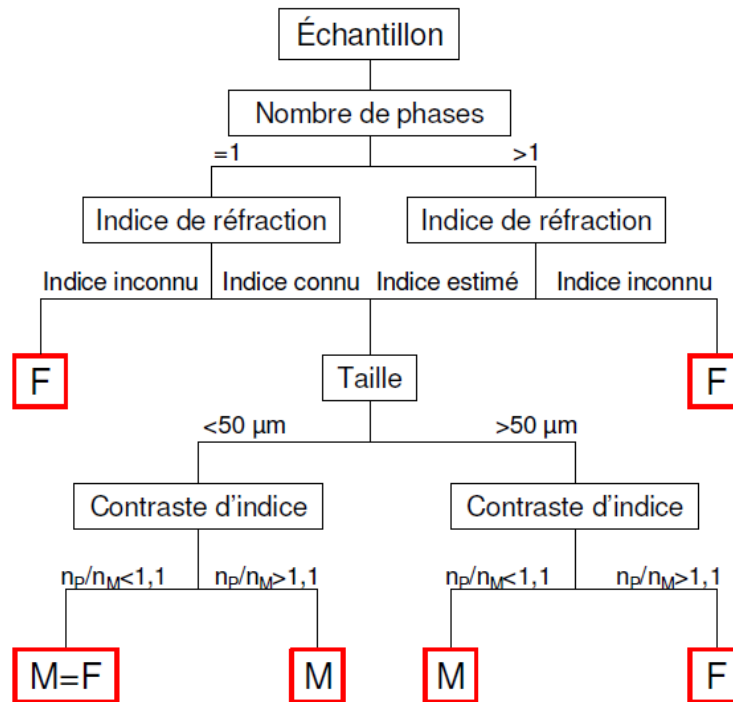 Échantillon
Nombre de phases
=1
>1
Indice de réfraction
Indice de réfraction
Indice inconnu
Indice connu
Indice estimé
Indice inconnu
F
Taille
F
<50 µm
>50 µm
Contraste d'indice
Contraste d'indice
nP/nM<1,1
nP/nM>1,1
nP/nM<1,1
nP/nM>1,1
M=F
M
M
F